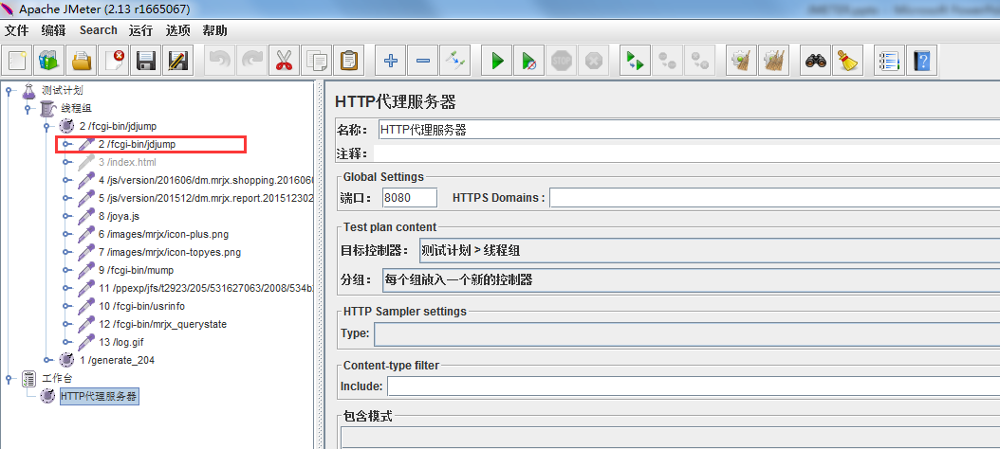 Apache JMeter (2.13 r1665067)
文件 编辑 Search 运行 选项 帮助
测试计划
线程组
2 /fcgi-bin/jdjump
2 /fcgi-bin/jdjump
3 /index.html
4 /js/version/201606/dm.mrjx.shopping.2016060
5 /js/version/201512/dm.mrjx.report.201512302
8 /joya.js
6 /images/mrjx/icon-plus.png
7 /images/mrjx/icon-topyes.png
9 /fcgi-bin/mump
11 /ppexp/jfs/t2923/205/531627063/2008/534b
10 /fcgi-bin/usrinfo
12 /fcgi-bin/mrjx_querystate
13 /log.gif
1 /generate_204
工作台
HTTP代理服务器
HTTP代理服务器
名称： HTTP代理服务器
注释：
Global Settings
端口： 8080 HTTPS Domains :
Test plan content
目标控制器： 测试计划 > 线程组
分组： 每个组放入一个新的控制器
HTTP Sampler settings
Type:
Content-type filter
Include:
包含模式